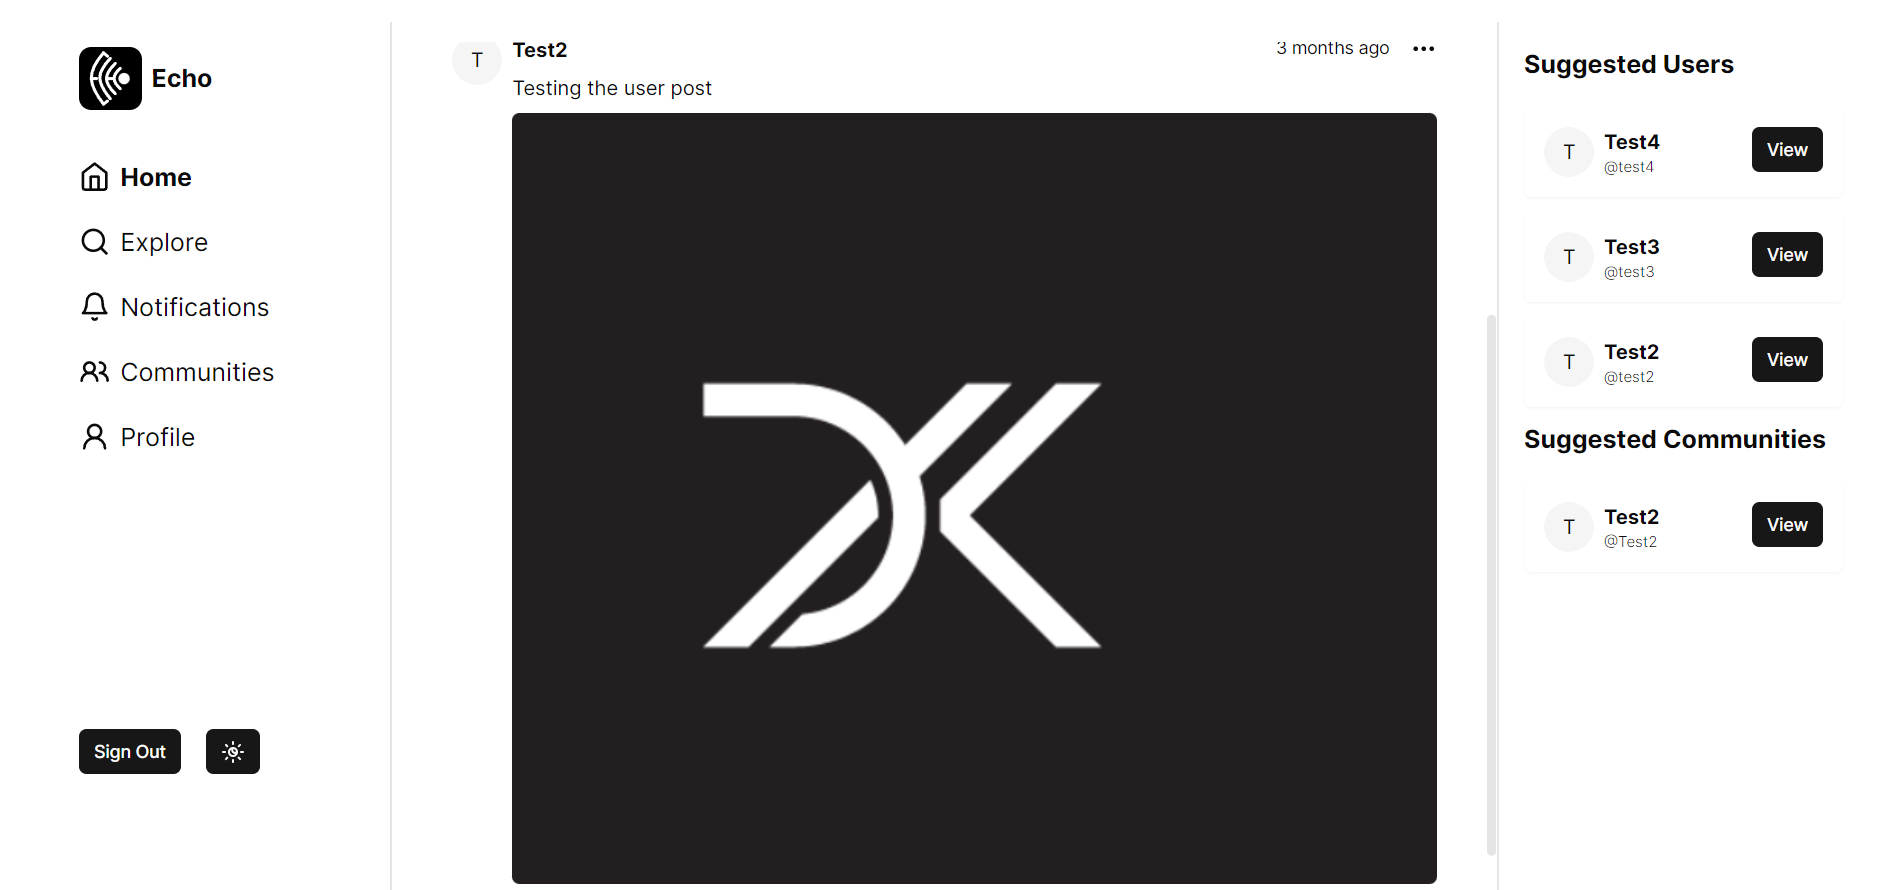 Echo
Home
Explore
Notifications
Communities
Profile
Sign Out
T
Test2
3 months ago
Testing the user post
DK
Suggested Users
T
Test4
@test4
View
T
Test3
@test3
View
T
Test2
@test2
View
Suggested Communities
T
Test2
@Test2
View